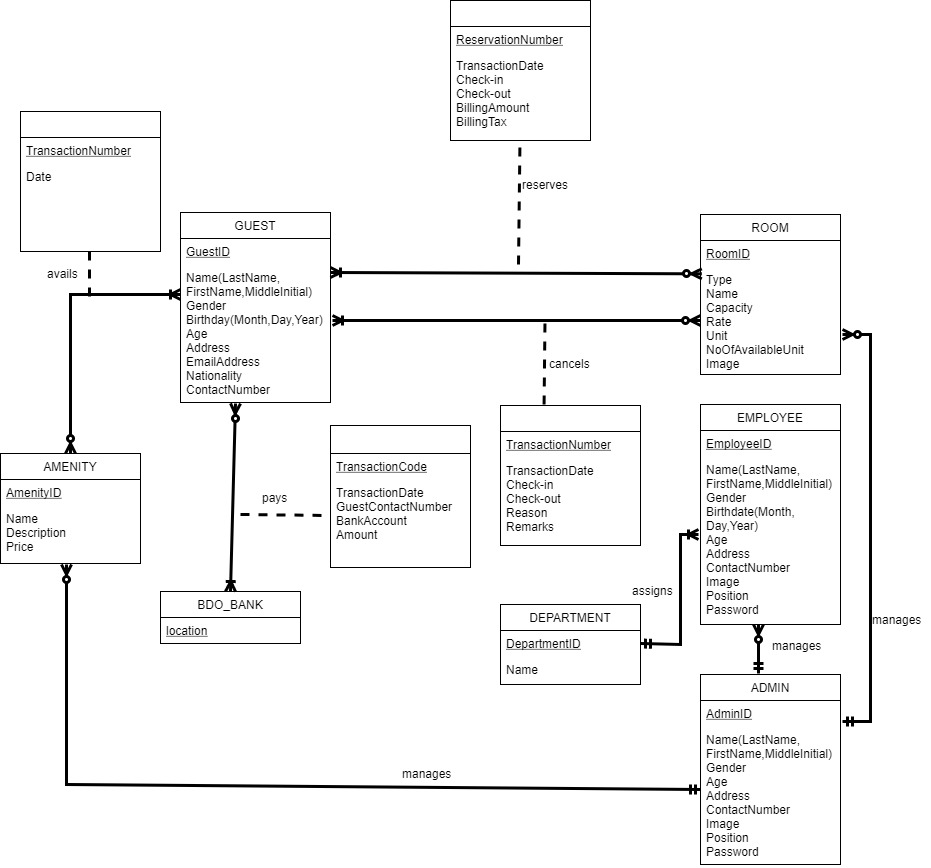 ReservationNumber
TransactionDate
Check-in
Check-out
BillingAmount
BillingTax
TransactionNumber
Date
reserves
avails
GUEST
GuestID
Name(LastName,
FirstName,MiddleInitial)
Gender
Birthday(Month,Day,Year)
Age
Address
EmailAddress
Nationality
ContactNumber
ROOM
RoomID
Type
Name
Capacity
Rate
Unit
NoOfAvailableUnit
Image
cancels
TransactionNumber
TransactionDate
Check-in
Check-out
Reason
Remarks
EMPLOYEE
EmployeeID
Name(LastName,
FirstName,MiddleInitial)
Gender
Birthdate(Month,
Day,Year)
Age
Address
ContactNumber
Image
Position
Password
AMENITY
AmenityID
Name
Description
Price
pays
TransactionCode
TransactionDate
GuestContactNumber
BankAccount
Amount
BDO_BANK
location
assigns
DEPARTMENT
DepartmentID
Name
manages
manages
ADMIN
AdminID
Name(LastName,
FirstName,MiddleInitial)
Gender
Age
Address
ContactNumber
Image
Position
Password
manages